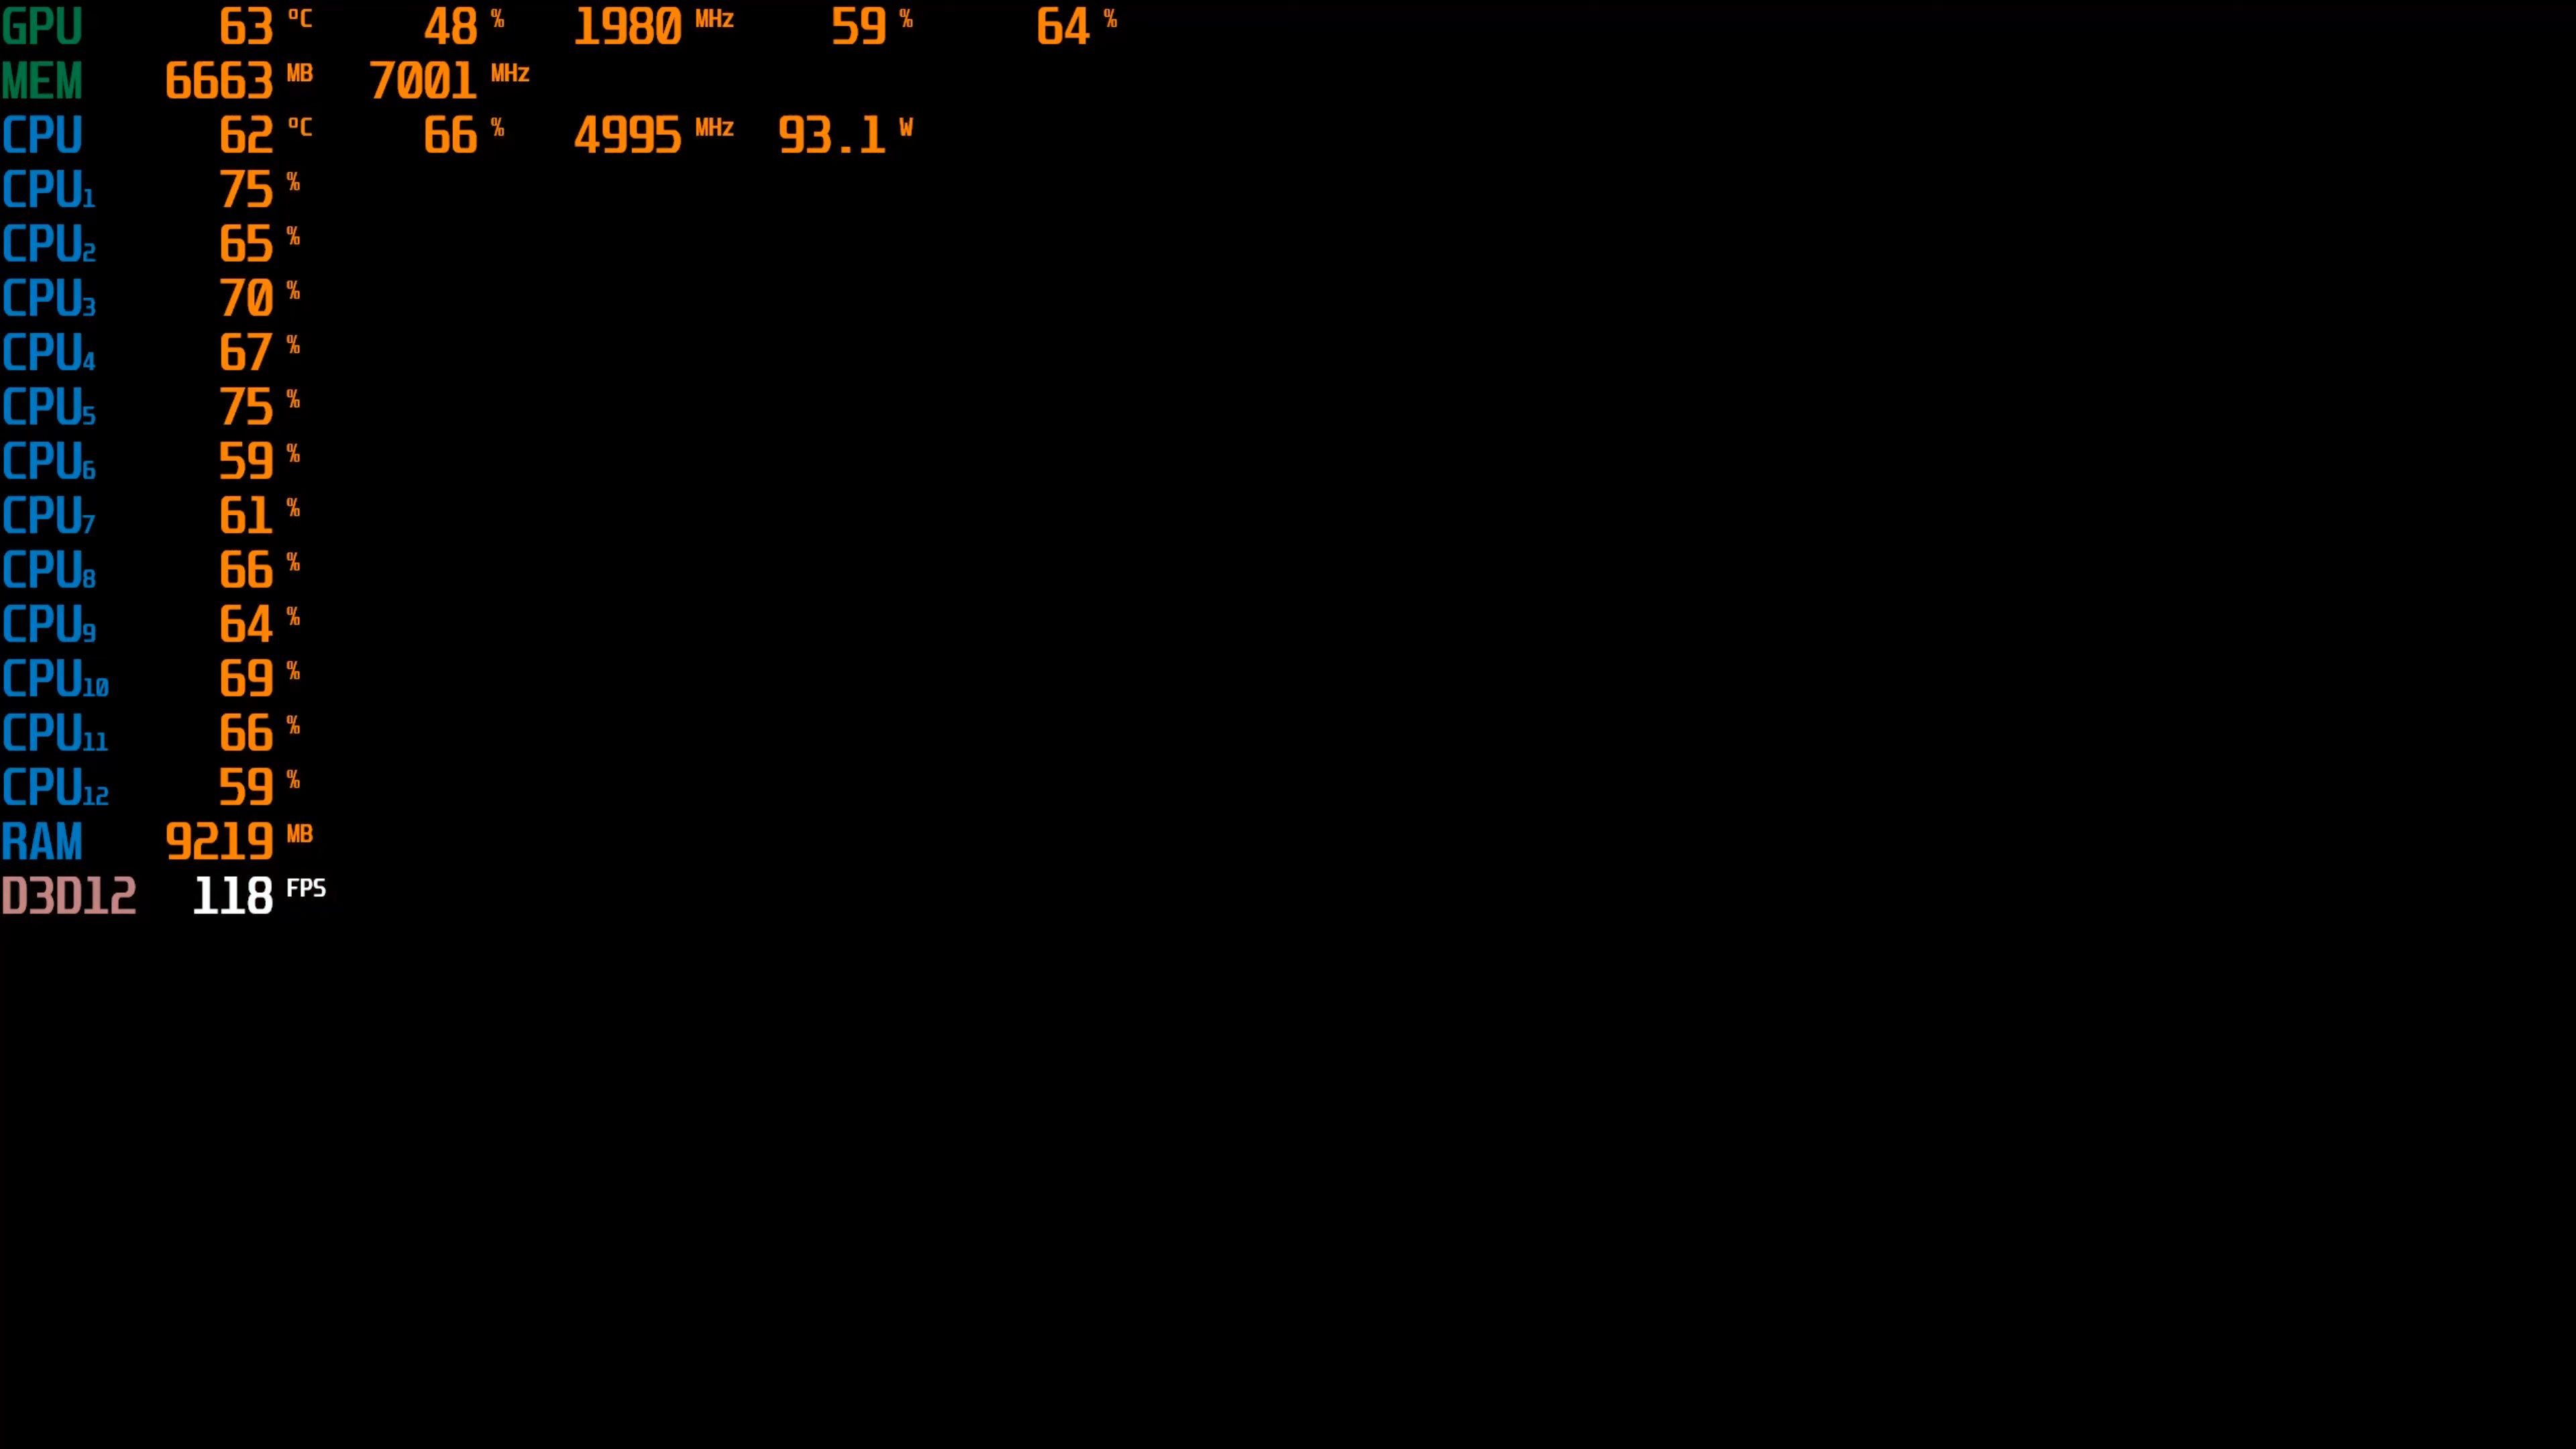 GPU 63 °C 48 % 1980 MHz 59 % 64 %
MEM 6663 MB 7001 MHz
CPU 62 °C 66 % 4995 MHz 93.1 W
CPU1 75 %
CPU2 65 %
CPU3 70 %
CPU4 67 %
CPU5 75 %
CPU6 59 %
CPU7 61 %
CPU8 66 %
CPU9 64 %
CPU10 69 %
CPU11 66 %
CPU12 59 %
RAM 9219 MB
D3D12 118 FPS